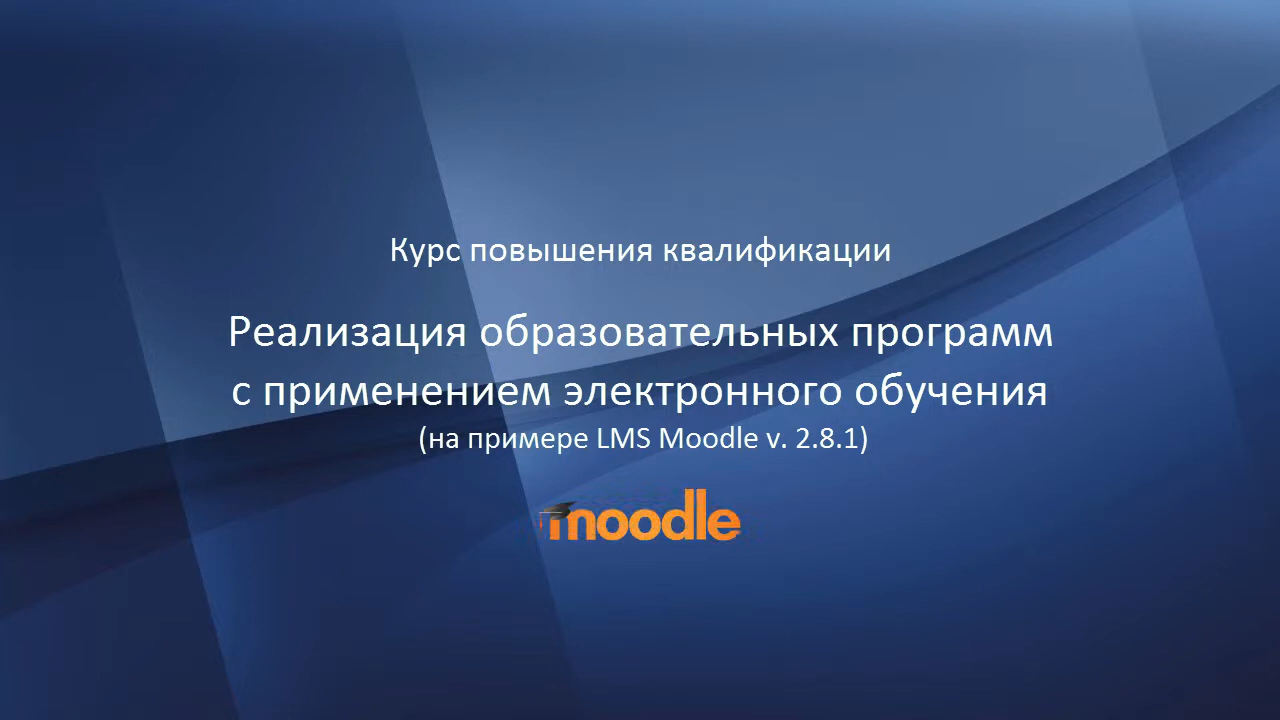 Курс повышения квалификации
Реализация образовательных программ
с применением электронного обучения
(на примере LMS Moodle v. 2.8.1)
moodle